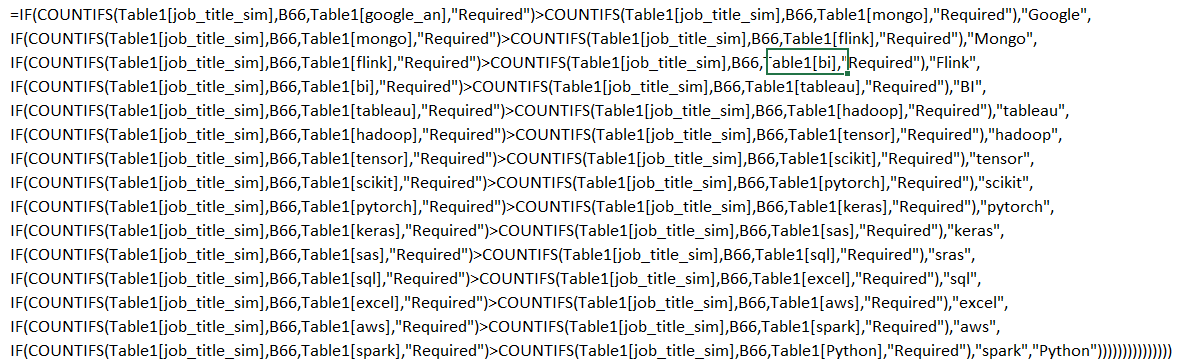 =IF(COUNTIFS(Table1[job_title_sim],B66,Table1[google_an],"Required")>COUNTIFS(Table1[job_title_sim],B66,Table1[mongo],"Required"),"Google",
IF(COUNTIFS(Table1[job_title_sim],B66,Table1[mongo],"Required")>COUNTIFS(Table1[job_title_sim],B66,Table1[flink],"Required"),"Mongo",
IF(COUNTIFS(Table1[job_title_sim],B66,Table1[flink],"Required")>COUNTIFS(Table1[job_title_sim],B66,Table1[bi],"Required"),"Flink",
IF(COUNTIFS(Table1[job_title_sim],B66,Table1[bi],"Required")>COUNTIFS(Table1[job_title_sim],B66,Table1[tableau],"Required"),"BI",
IF(COUNTIFS(Table1[job_title_sim],B66,Table1[tableau],"Required")>COUNTIFS(Table1[job_title_sim],B66,Table1[hadoop],"Required"),"tableau",
IF(COUNTIFS(Table1[job_title_sim],B66,Table1[hadoop],"Required")>COUNTIFS(Table1[job_title_sim],B66,Table1[tensor],"Required"),"hadoop",
IF(COUNTIFS(Table1[job_title_sim],B66,Table1[tensor],"Required")>COUNTIFS(Table1[job_title_sim],B66,Table1[scikit],"Required"),"tensor",
IF(COUNTIFS(Table1[job_title_sim],B66,Table1[scikit],"Required")>COUNTIFS(Table1[job_title_sim],B66,Table1[pytorch],"Required"),"scikit",
IF(COUNTIFS(Table1[job_title_sim],B66,Table1[pytorch],"Required")>COUNTIFS(Table1[job_title_sim],B66,Table1[keras],"Required"),"pytorch",
IF(COUNTIFS(Table1[job_title_sim],B66,Table1[keras],"Required")>COUNTIFS(Table1[job_title_sim],B66,Table1[sas],"Required"),"keras",
IF(COUNTIFS(Table1[job_title_sim],B66,Table1[sas],"Required")>COUNTIFS(Table1[job_title_sim],B66,Table1[sql],"Required"),"sras",
IF(COUNTIFS(Table1[job_title_sim],B66,Table1[sql],"Required")>COUNTIFS(Table1[job_title_sim],B66,Table1[excel],"Required"),"sql",
IF(COUNTIFS(Table1[job_title_sim],B66,Table1[excel],"Required")>COUNTIFS(Table1[job_title_sim],B66,Table1[aws],"Required"),"excel",
IF(COUNTIFS(Table1[job_title_sim],B66,Table1[aws],"Required")>COUNTIFS(Table1[job_title_sim],B66,Table1[spark],"Required"),"aws",
IF(COUNTIFS(Table1[job_title_sim],B66,Table1[spark],"Required")>COUNTIFS(Table1[job_title_sim],B66,Table1[Python],"Required"),"spark","Python")))))))))))))))